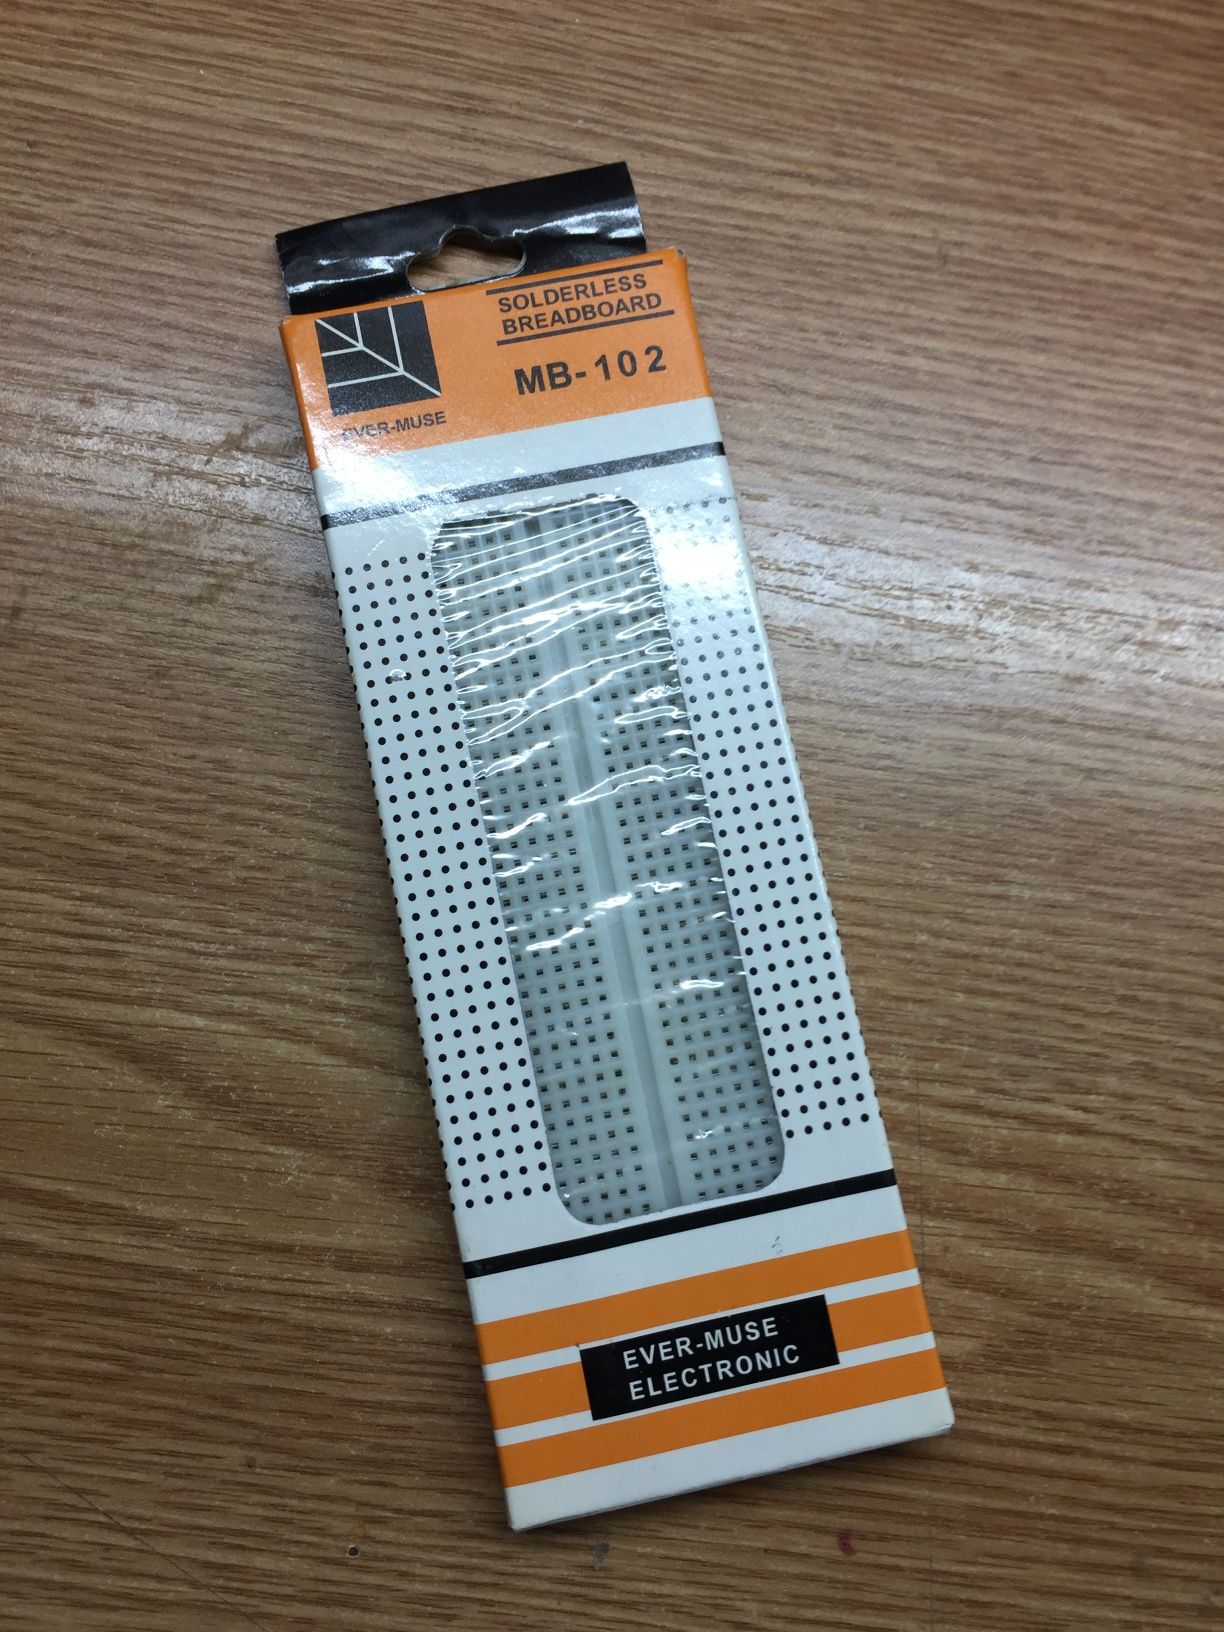 SOLDERLESS
BREADBOARD
MB-102
EVER-MUSE
EVER-MUSE
ELECTRONIC